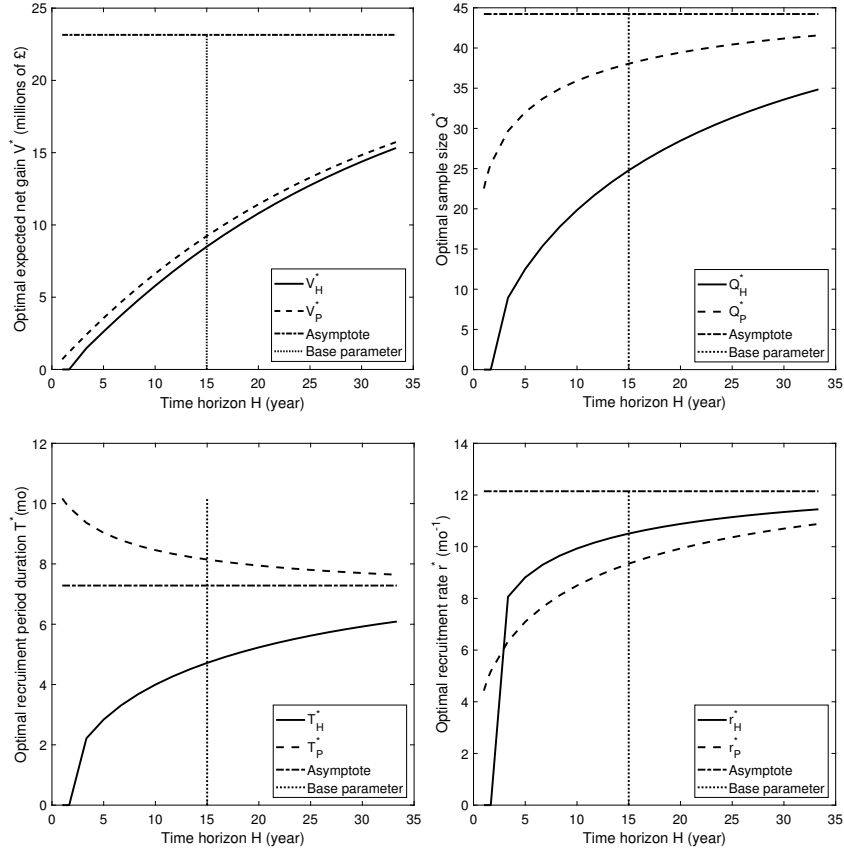 Optimal expected net gain V* (millions of £)
25
20
15
10
5
0
V*H
V*P
Asymptote
Base parameter
0 5 10 15 20 25 30 35
Time horizon H (year)
Optimal sample size Q*
45
40
35
30
25
20
15
10
5
0
Q*H
Q*P
Asymptote
Base parameter
0 5 10 15 20 25 30 35
Time horizon H (year)
Optimal recruiment period duration T* (mo)
12
10
8
6
4
2
0
T*H
T*P
Asymptote
Base parameter
0 5 10 15 20 25 30 35
Time horizon H (year)
Optimal recruitment rate r* (mo-1)
14
12
10
8
6
4
2
0
r*H
r*P
Asymptote
Base parameter
0 5 10 15 20 25 30 35
Time horizon H (year)